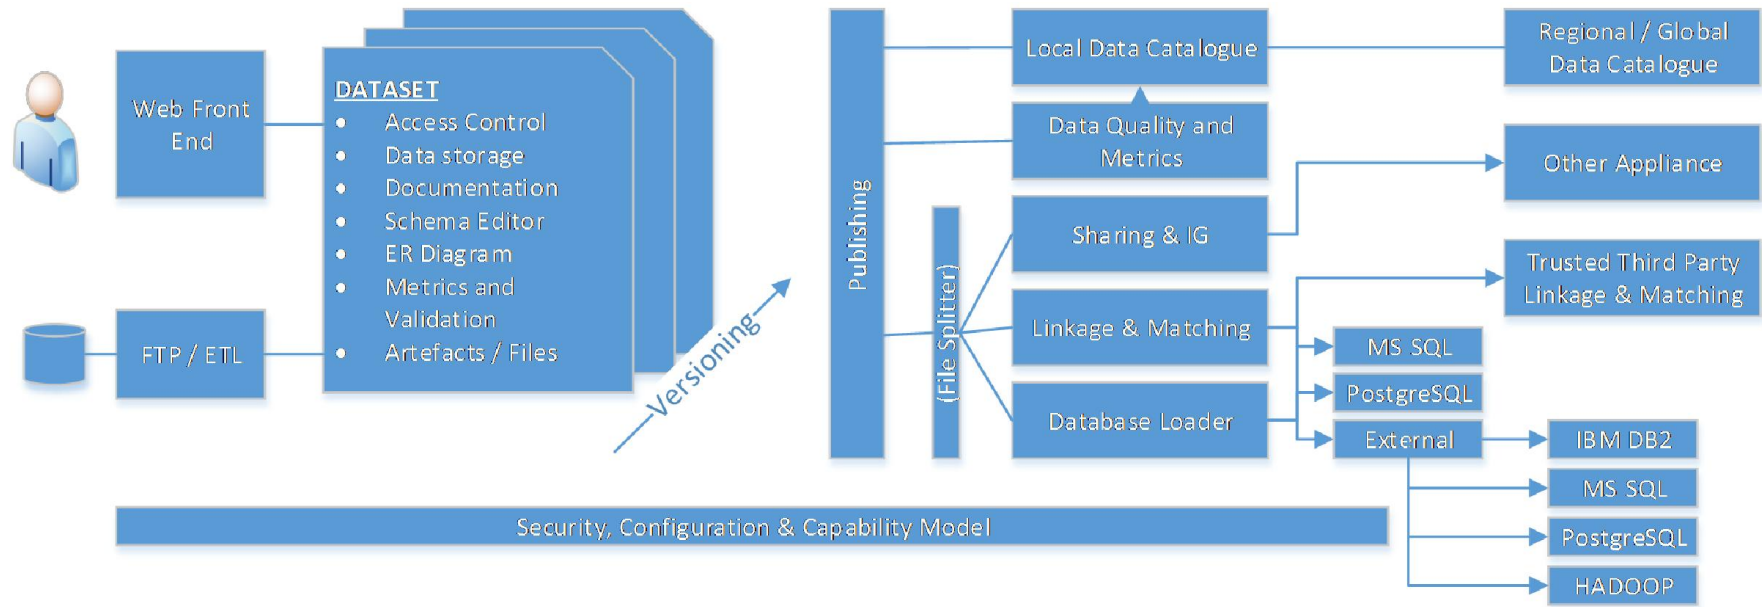 Web Front
End
FTP / ETL
DATASET
• Access Control
• Data storage
• Documentation
• Schema Editor
• ER Diagram
• Metrics and
Validation
• Artefacts / Files
Versioning
Publishing
(File Splitter)
Local Data Catalogue
Data Quality and
Metrics
Sharing & IG
Linkage & Matching
Database Loader
Regional / Global
Data Catalogue
Other Appliance
Trusted Third Party
Linkage & Matching
MS SQL
PostgreSQL
External
IBM DB2
MS SQL
PostgreSQL
HADOOP
Security, Configuration & Capability Model